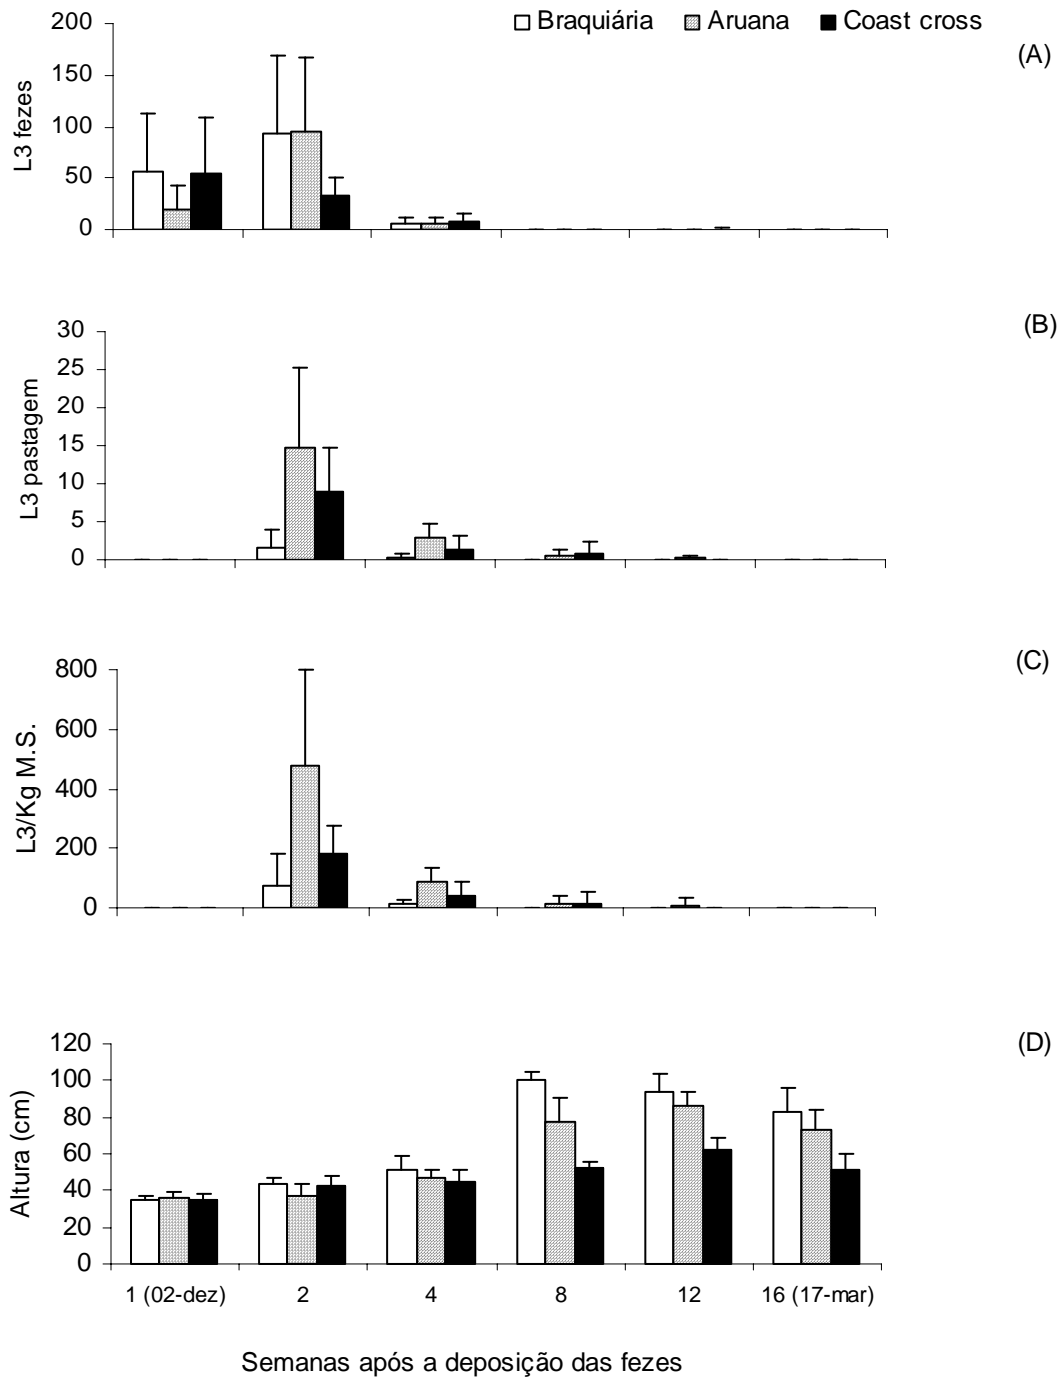 Braquiária Aruana Coast cross
(A)
L3 fezes
200
150
100
50
0
(B)
L3 pastagem
30
25
20
15
10
5
0
(C)
L3/Kg M.S.
800
600
400
200
0
(D)
Altura (cm)
120
100
80
60
40
20
0
1 (02-dez) 2 4 8 12 16 (17-mar)
Semanas após a deposição das fezes